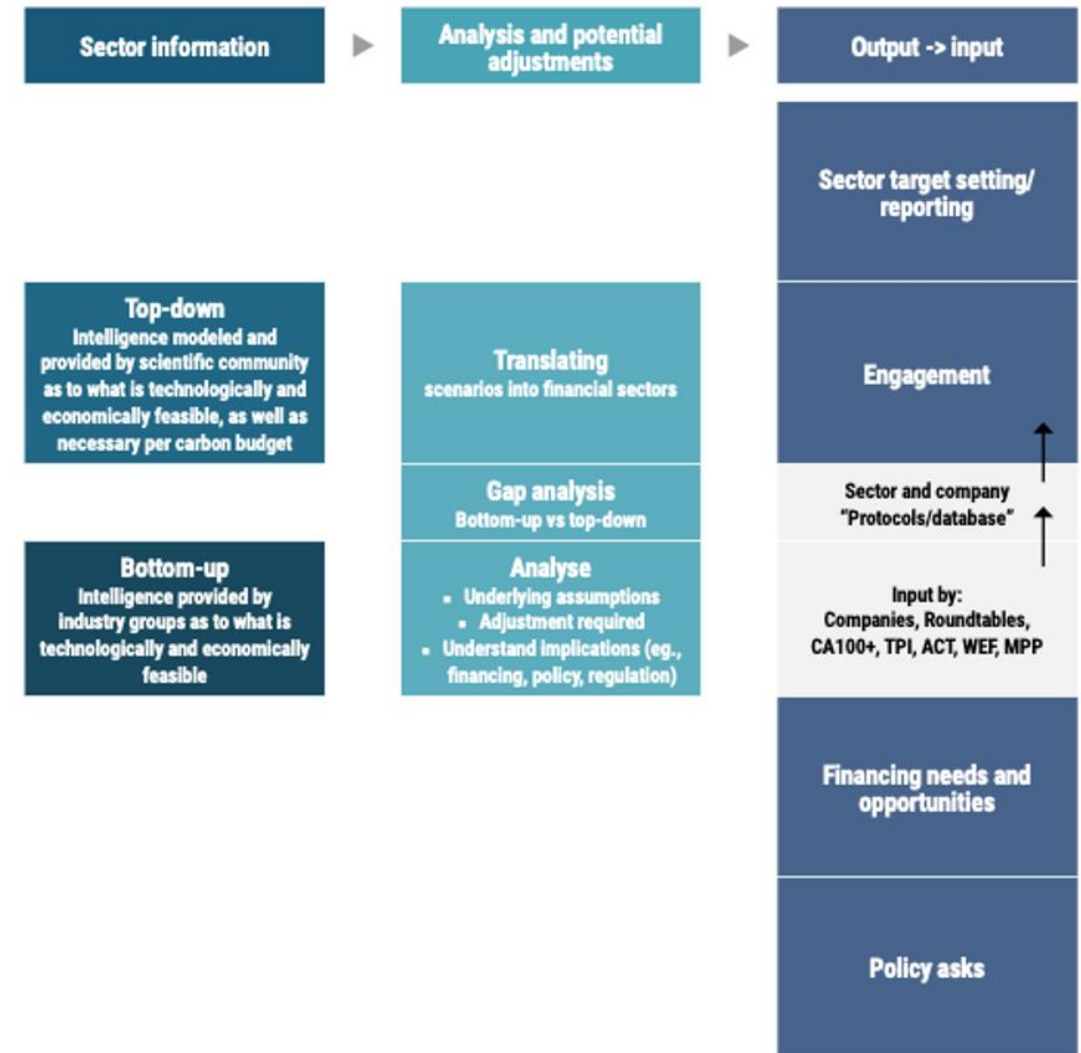 Sector information
Analysis and potential
adjustments
Output -> input
Sector target setting/
reporting
Top-down
Intelligence modeled and
provided by scientific community
as to what is technologically and
economically feasible, as well as
necessary per carbon budget
Translating
scenarios into financial sectors
Engagement
Gap analysis
Bottom-up vs top-down
Sector and company
“Protocols/database”
Bottom-up
Intelligence provided by
industry groups as to what is
technologically and economically
feasible
Analyse
▪ Underlying assumptions
▪ Adjustment required
▪ Understand implications (eg.,
financing, policy, regulation)
Input by:
Companies, Roundtables,
CA100+, TPI, ACT, WEF, MPP
Financing needs and
opportunities
Policy asks